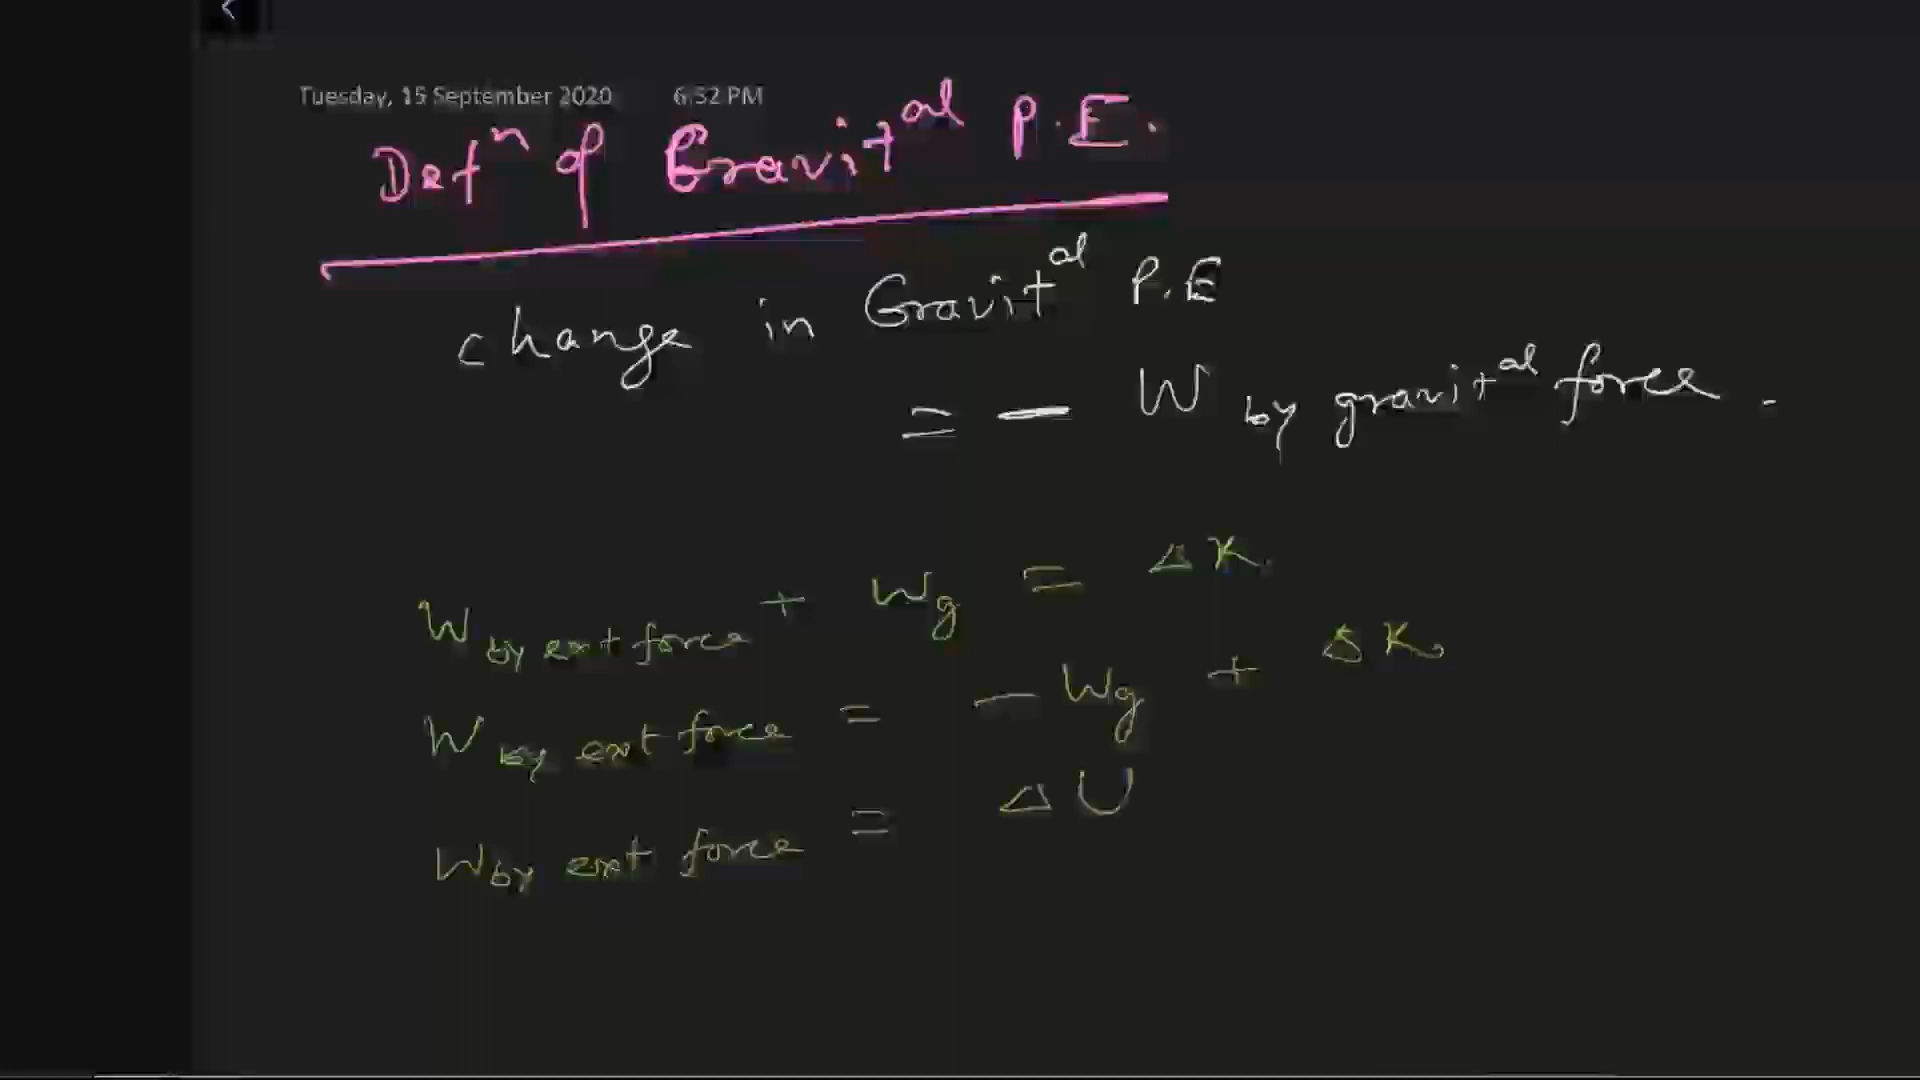 Tuesday, 15 September 2020 6:32 PM
Defⁿ of Gravitᵃˡ P.E.
change in Gravitᵃˡ P.E
= - W by gravitᵃˡ force.
W by ext force + Wg = ΔK.
W by ext force = - Wg + ΔK
W by ext force = ΔU